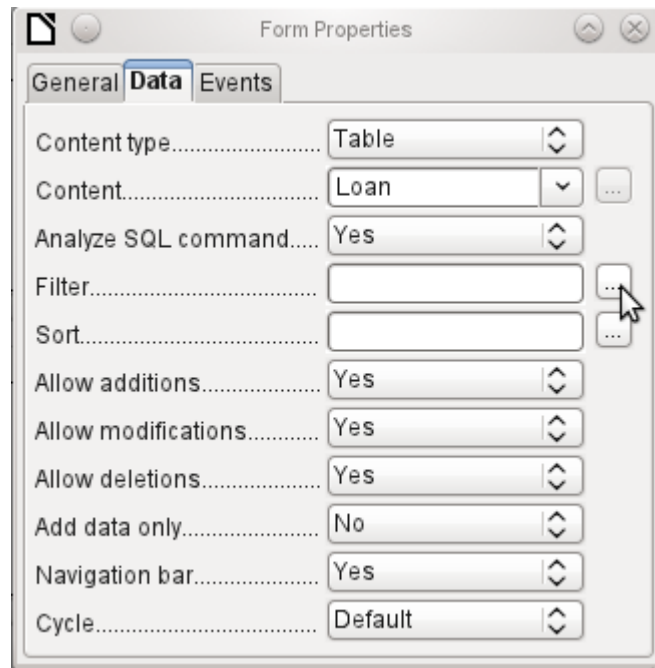 Form Properties
General Data Events
Content type........................ Table
Content................................. Loan ...
Analyze SQL command..... Yes
Filter...................................... ...
Sort....................................... ...
Allow additions.................... Yes
Allow modifications............ Yes
Allow deletions.................... Yes
Add data only....................... No
Navigation bar..................... Yes
Cycle..................................... Default